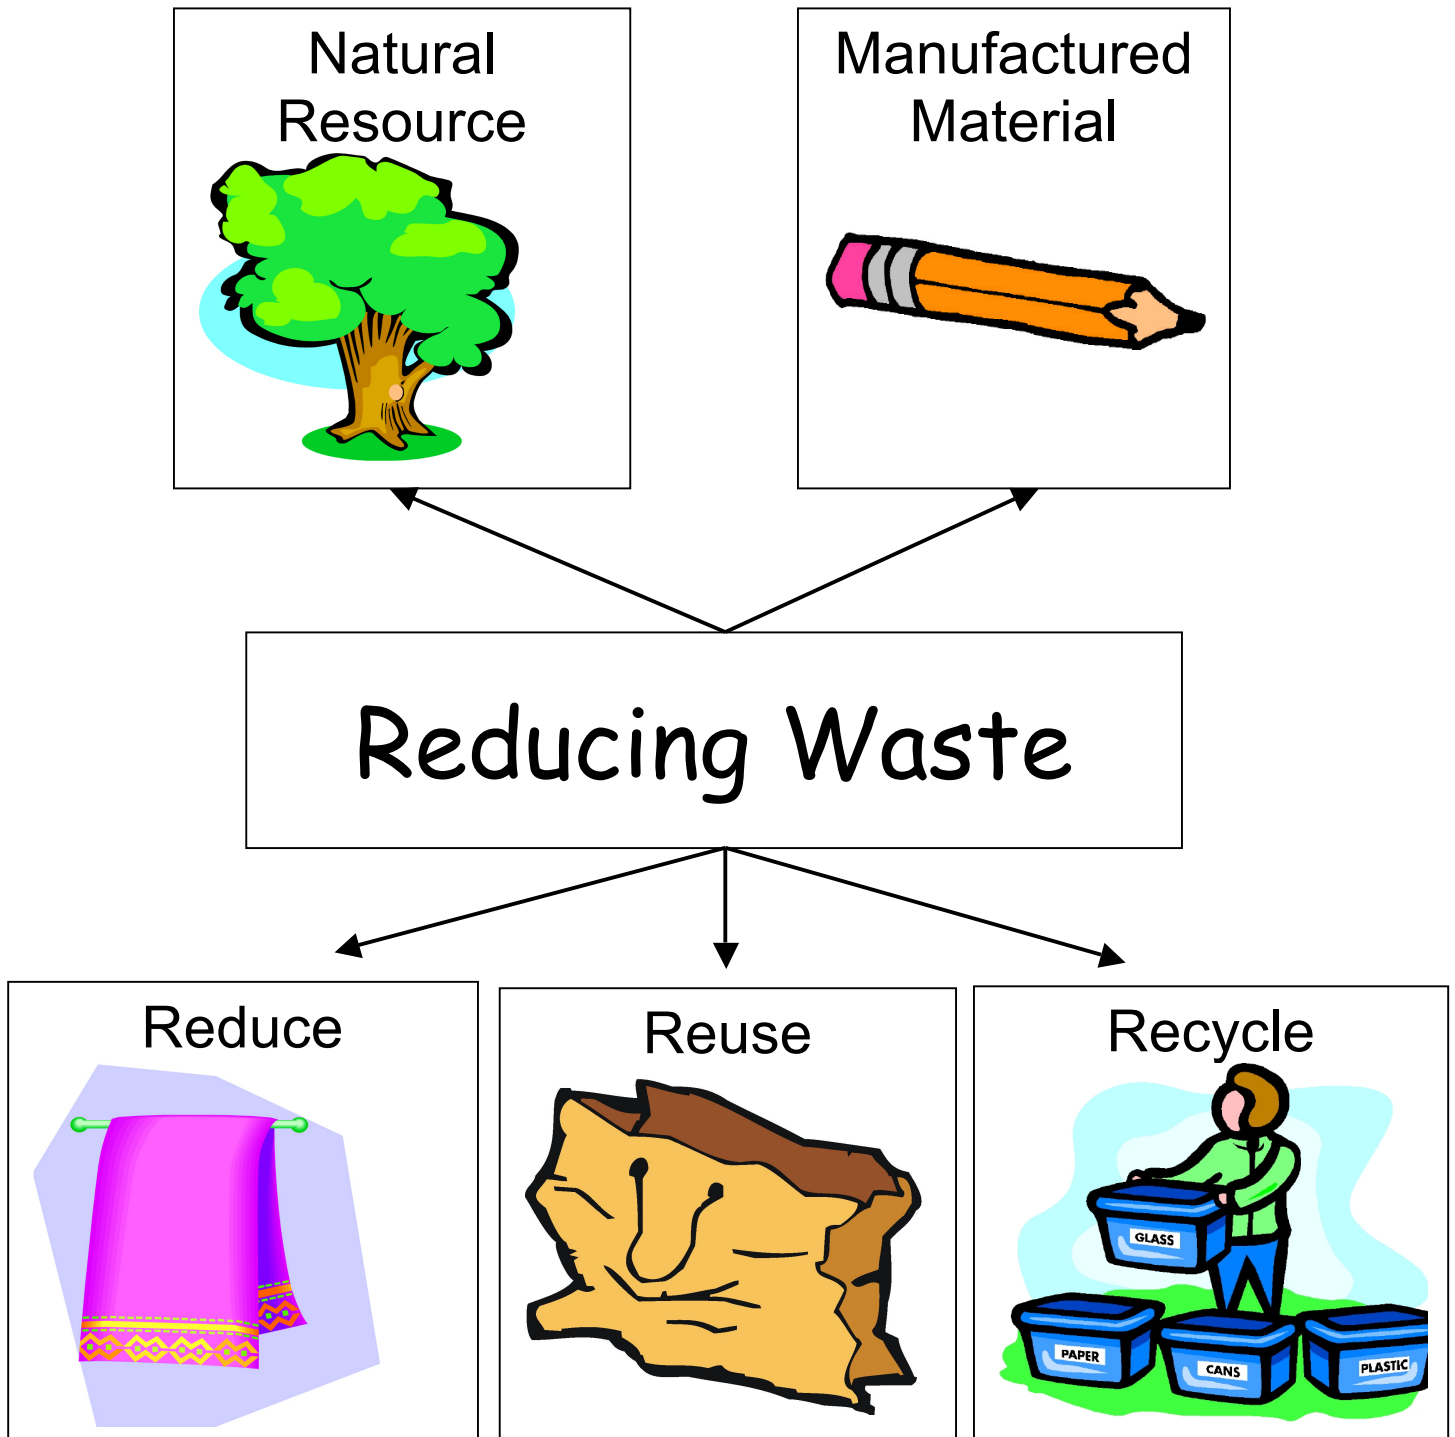 Natural
Resource
Manufactured
Material
Reducing Waste
Reduce
Reuse
Recycle
GLASS
PAPER
CANS
PLASTIC